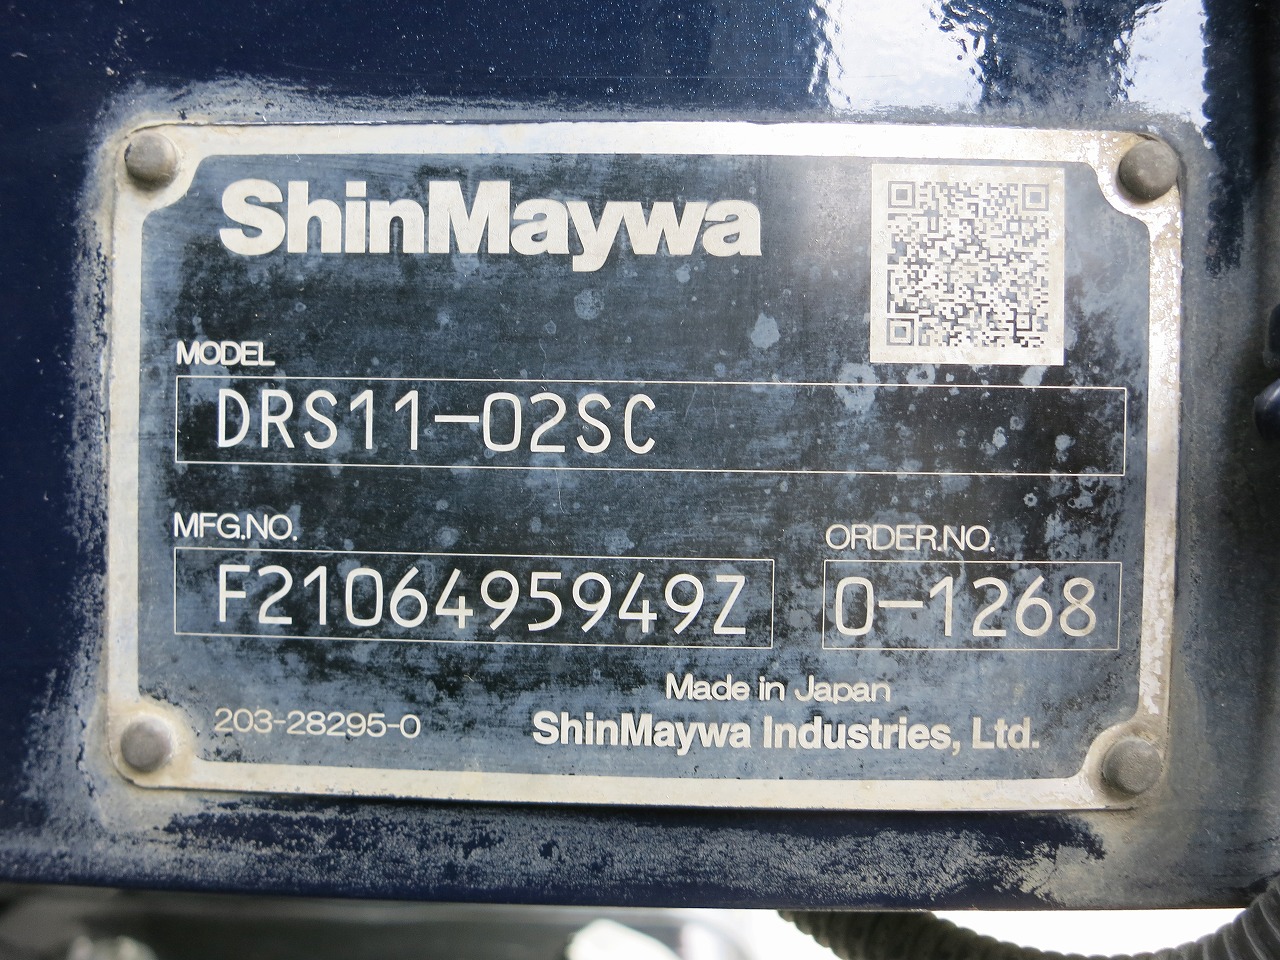 ShinMaywa
MODEL
DRS11-02SC
MFG.NO.
F2106495949Z
ORDER.NO.
0-1268
Made in Japan
203-28295-0
ShinMaywa Industries, Ltd.